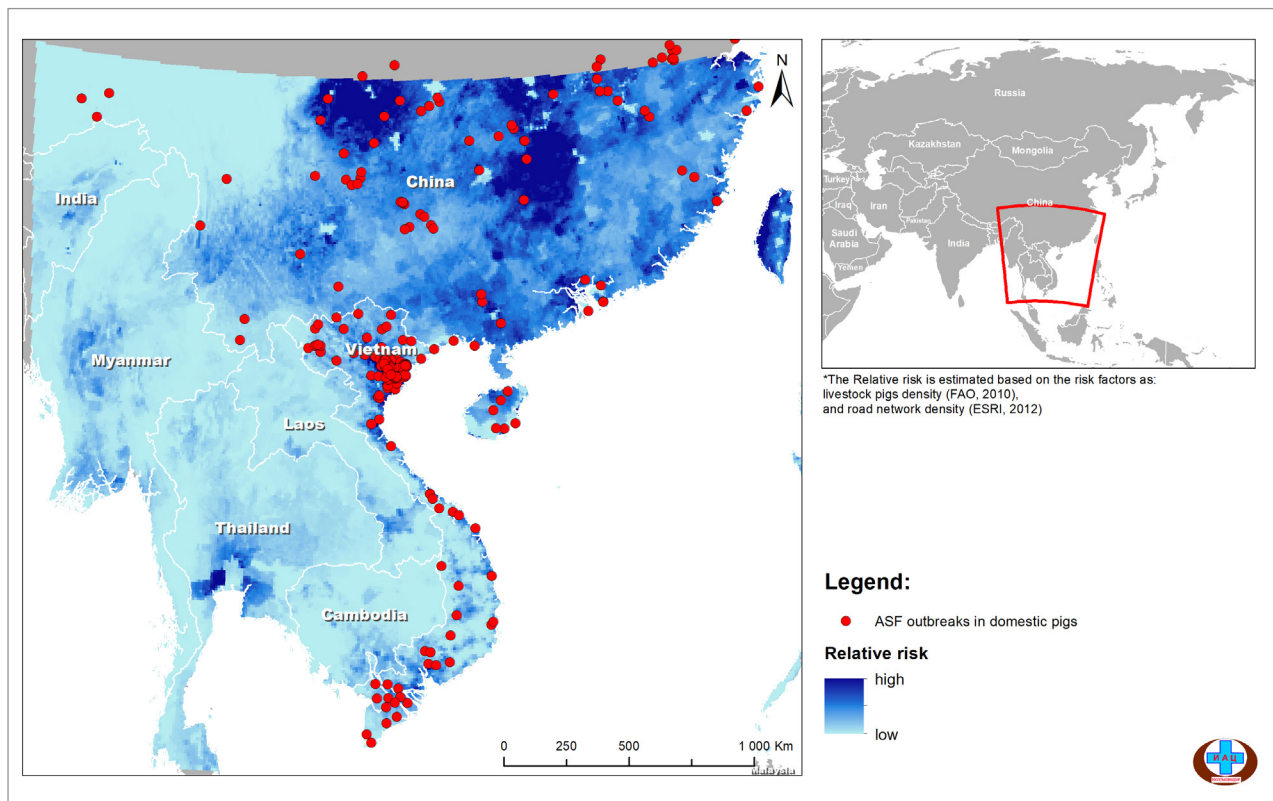 India
China
Myanmar
Vietnam
Laos
Thailand
Cambodia
N
0 250 500 1 000 Km
Malaysia
Russia
Kazakhstan
Mongolia
Turkey
Iraq
Iran
Pakistan
China
Saudi
Arabia
India
Yemen
*The Relative risk is estimated based on the risk factors as:
livestock pigs density (FAO, 2010),
and road network density (ESRI, 2012)
Legend:
ASF outbreaks in domestic pigs
Relative risk
high
low
ИАЦ